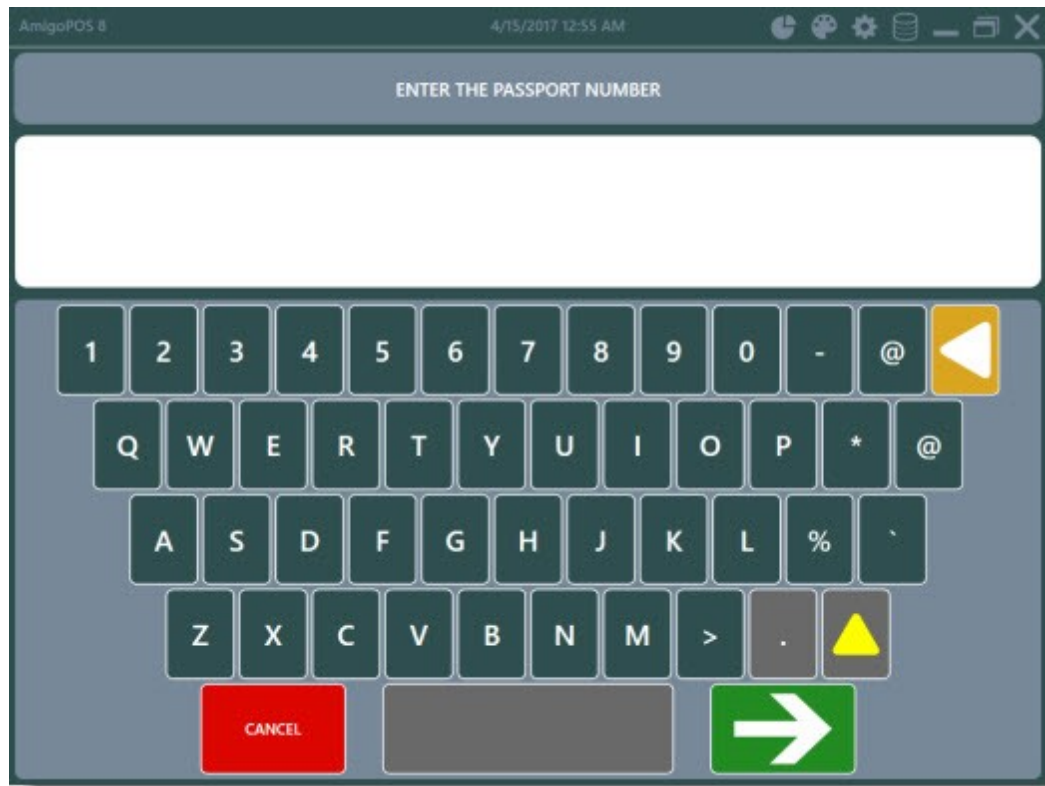 AmigoPOS 8 4/15/2017 12:55 AM
ENTER THE PASSPORT NUMBER
1 2 3 4 5 6 7 8 9 0 - @
Q W E R T Y U I O P * @
A S D F G H J K L % `
Z X C V B N M > .
CANCEL